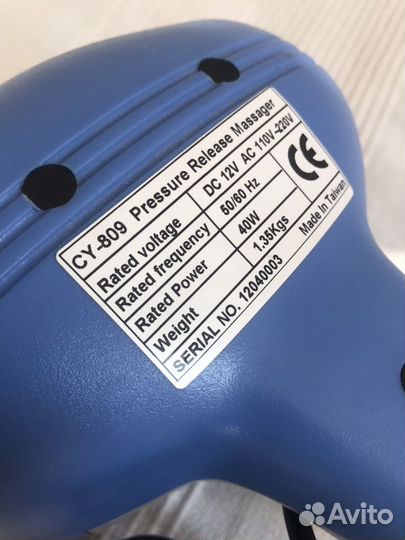 CY-809 Pressure Release Massager
Rated voltage DC 12V AC 110V~220V
Rated frequency 50/60 Hz
Rated Power 40W
Weight 1.35Kgs
SERIAL NO. 12040003 Made In Taiwan
CE
Avito